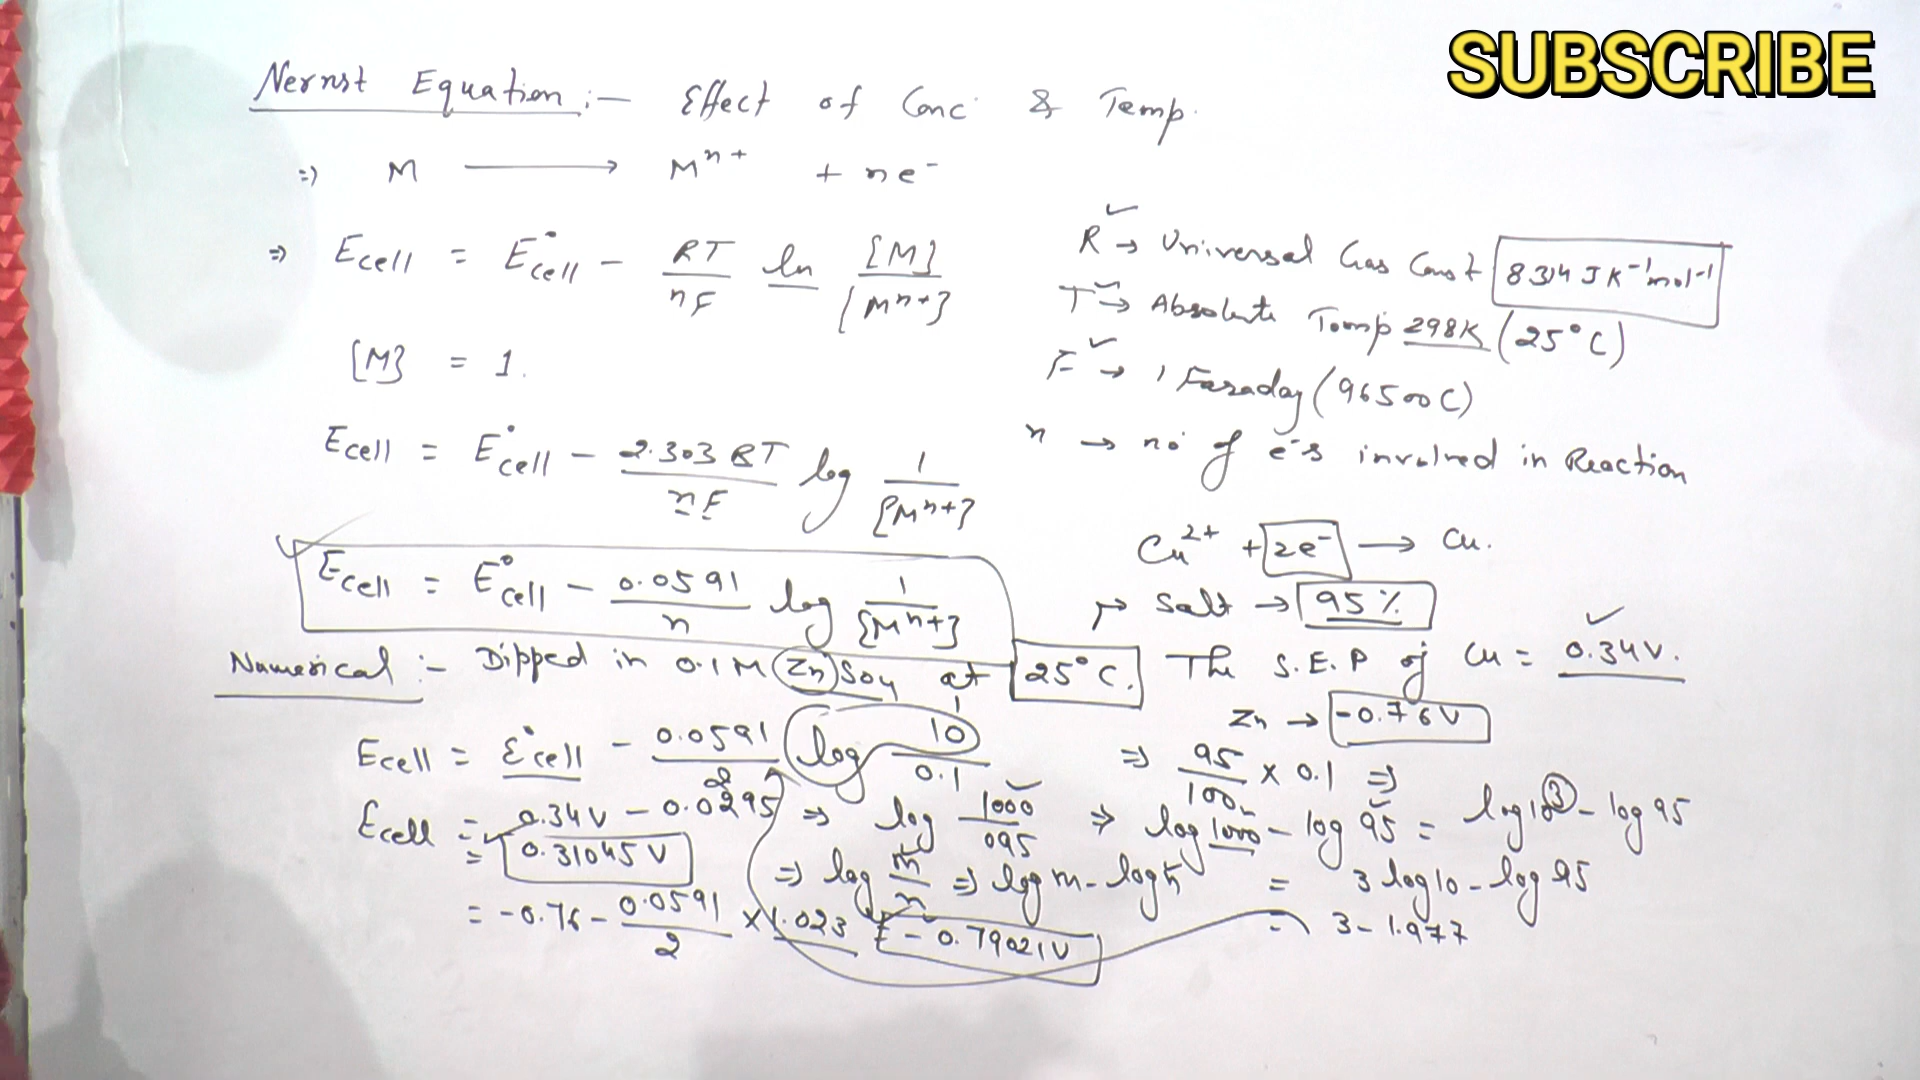 SUBSCRIBE
Nernst Equation :- Effect of Conc & Temp.
⇒ M ⟶ Mⁿ⁺ + ne⁻
⇒ Ecell = E°cell - RT/nF ln [M]/[Mⁿ⁺]
R → Universal Gas Const 8.314 J K⁻¹ mol⁻¹
T → Absolute Temp 298K (25°C)
[M] = 1.
F → 1 Faraday (96500C)
Ecell = E°cell - 2.303 RT/nF log 1/[Mⁿ⁺]
n → no. of e⁻s involved in Reaction
Cu²⁺ + 2e⁻ → Cu.
Ecell = E°cell - 0.0591/n log 1/[Mⁿ⁺]
Salt → 95 %
Numerical :- Dipped in 0.1 M ZnSO4 at 25°C. The S.E.P of Cu = 0.34V.
Zn → -0.76V
Ecell = E°cell - 0.0591/2 log 10/0.1
⇒ 95/100 × 0.1 ⇒
Ecell = 0.34V - 0.0295
⇒ log 1000/095 ⇒ log 1000 - log 95 = log 10³ - log 95
= 0.31045 V
⇒ log m/n ⇒ log m - log n
= 3 log 10 - log 95
= -0.76 - 0.0591/2 × 1.023 = -0.79021V
= 3 - 1.977